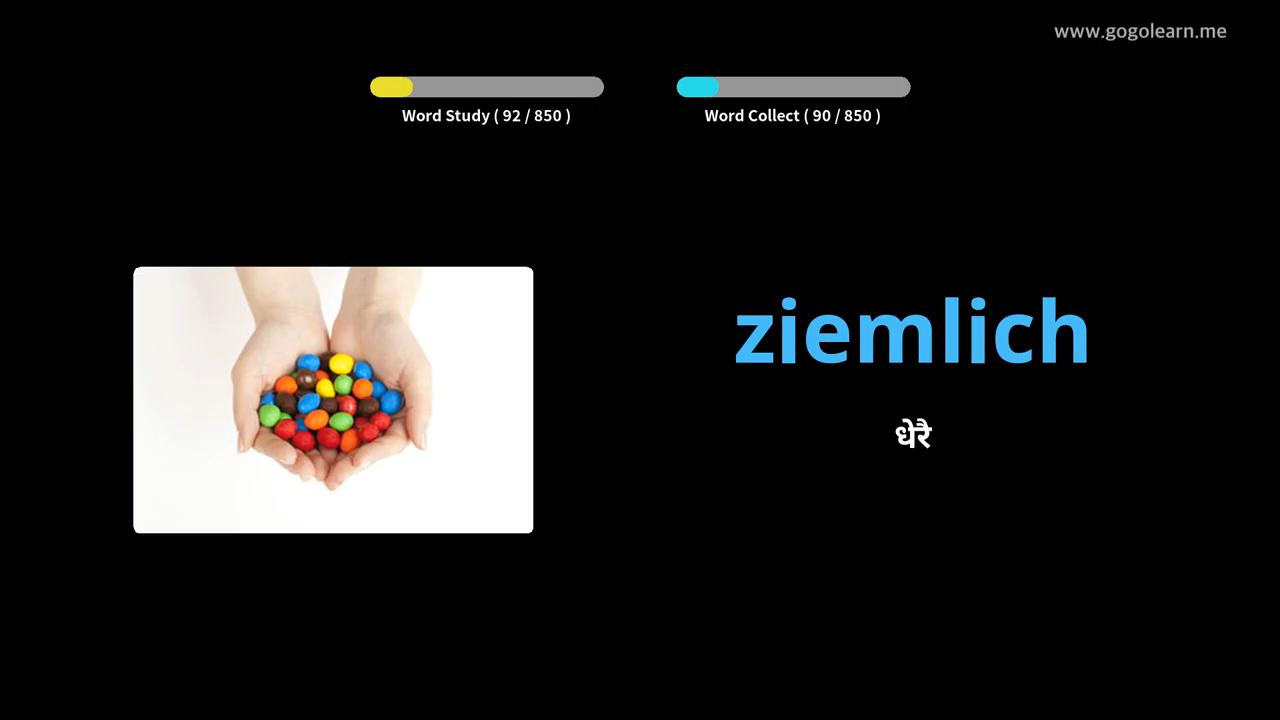 www.gogolearn.me
Word Study ( 92 / 850 )
Word Collect ( 90 / 850 )
ziemlich
धेरै